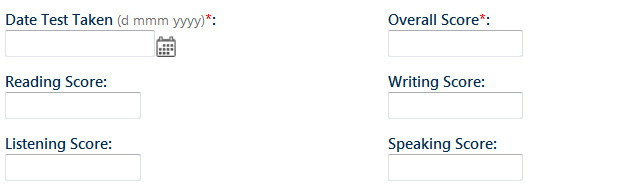 Date Test Taken (d mmm yyyy)*:
Overall Score*:
Reading Score:
Writing Score:
Listening Score:
Speaking Score: